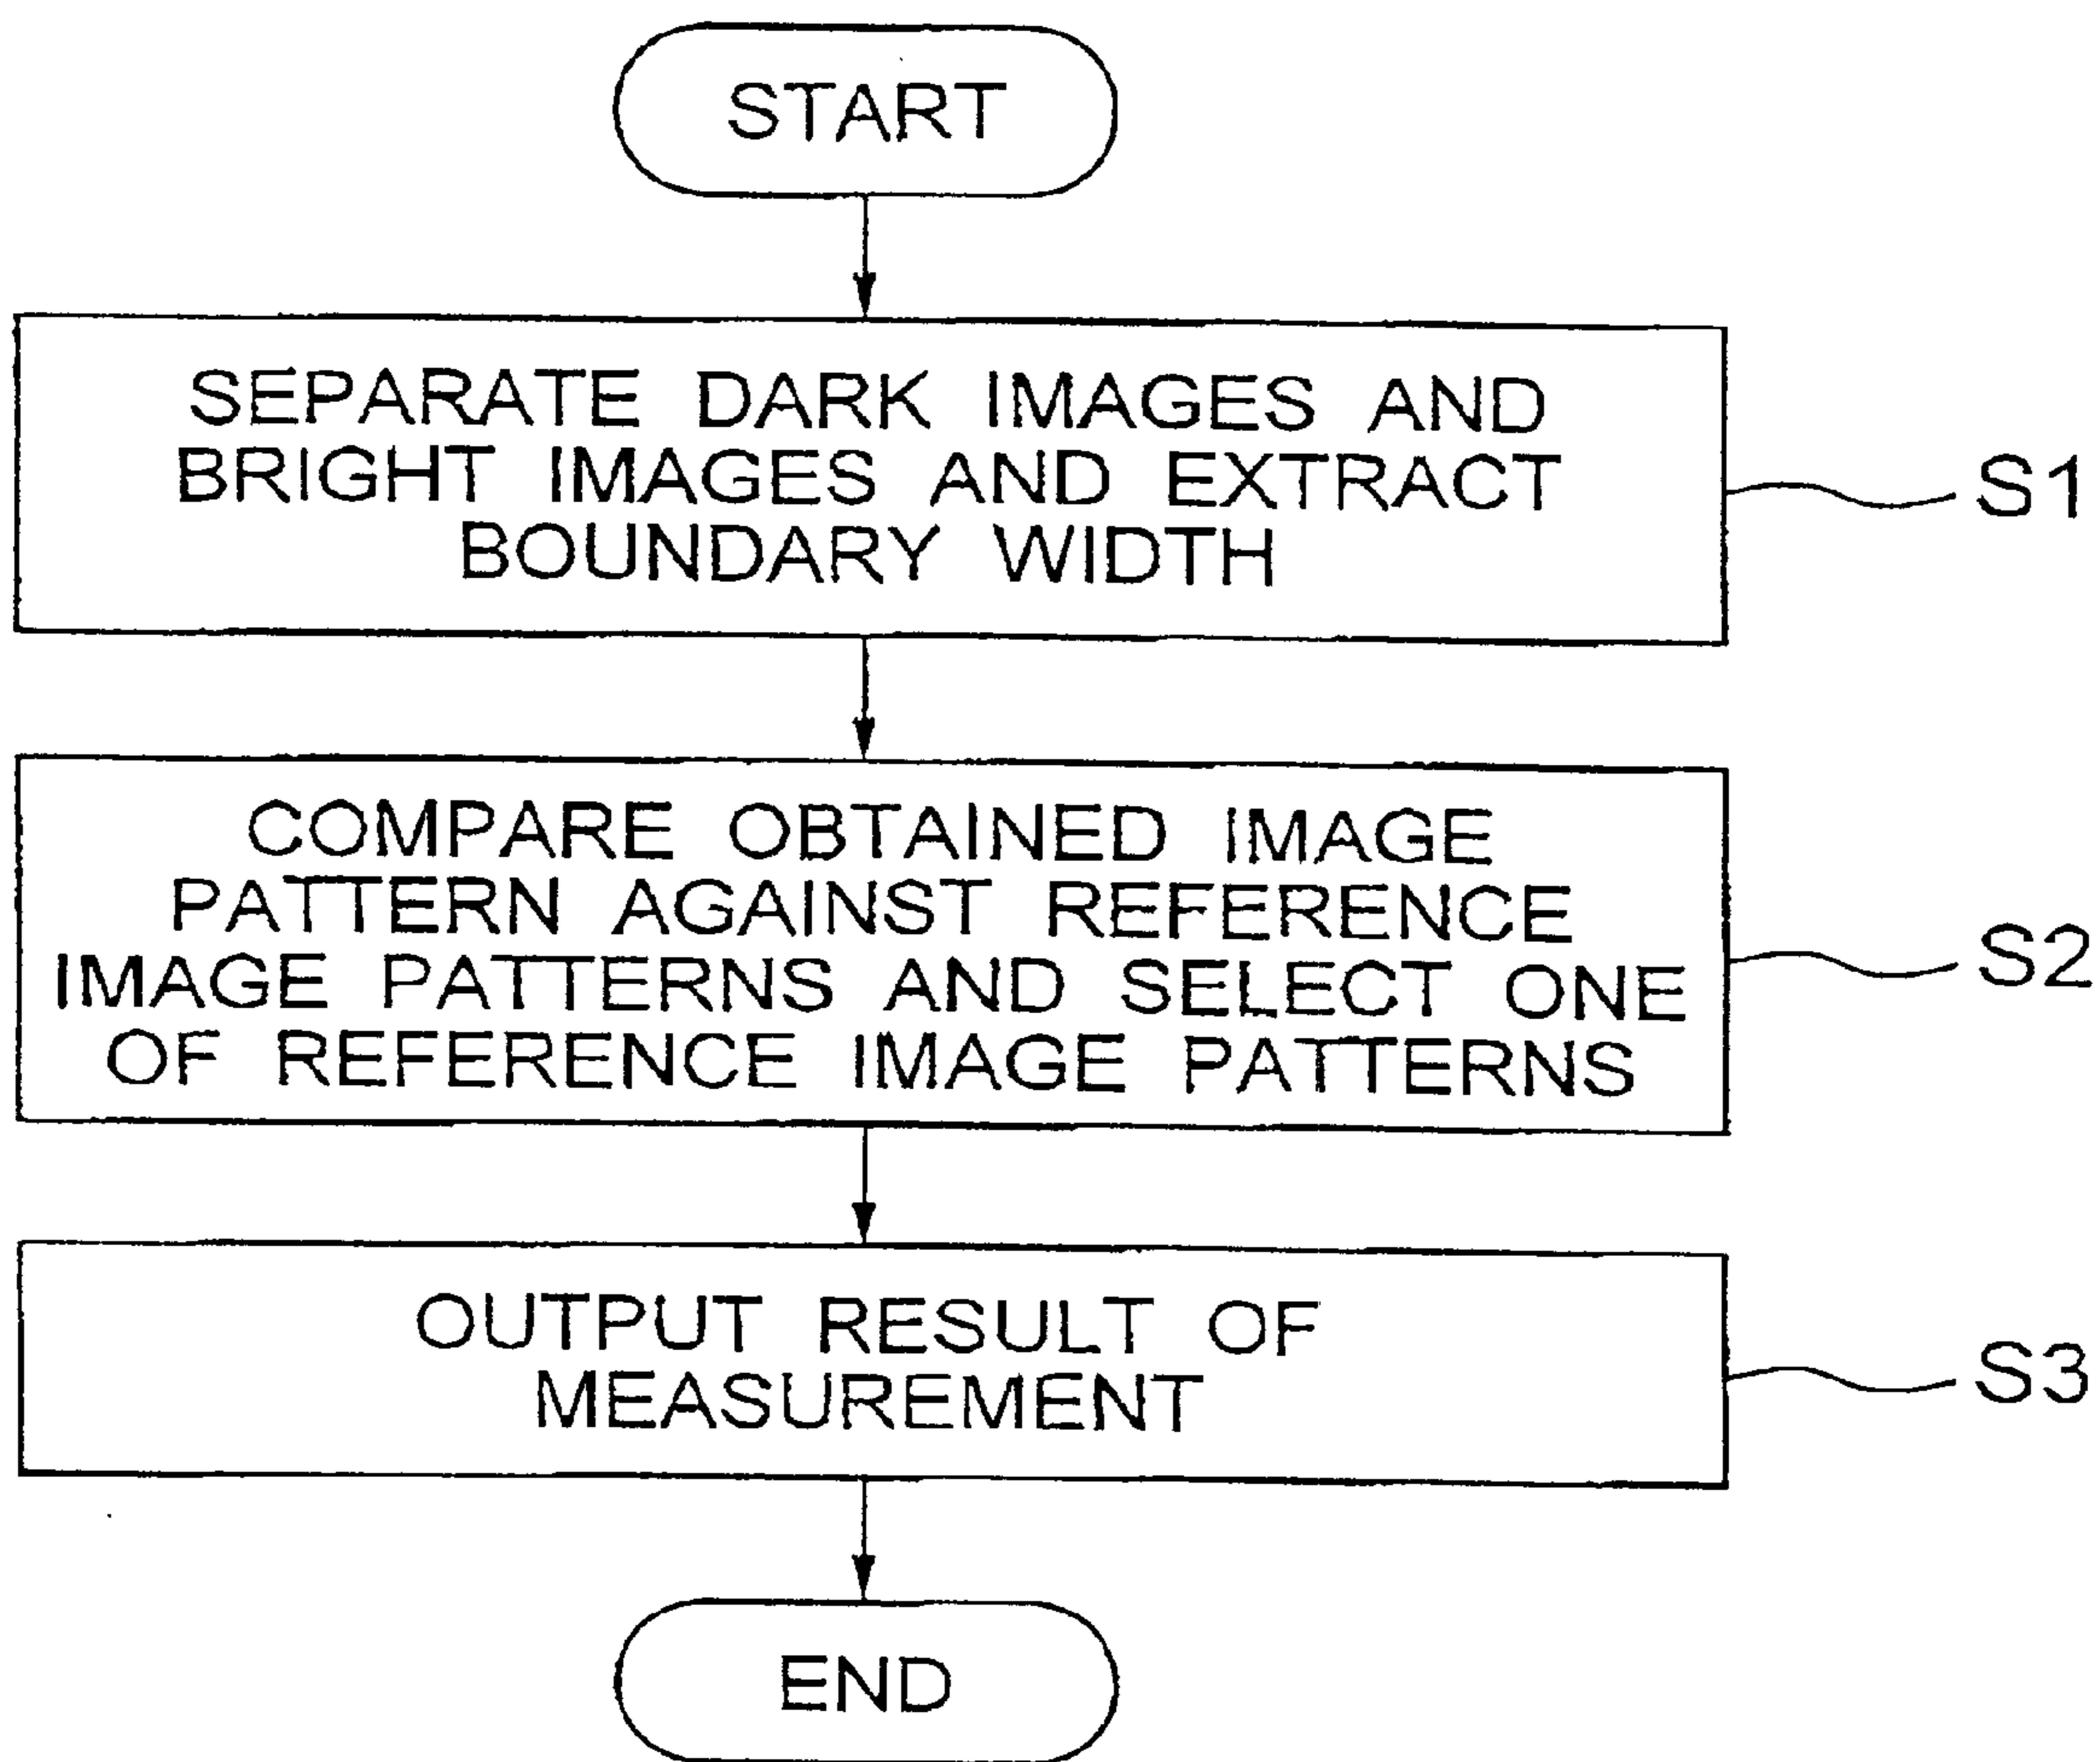 START
SEPARATE DARK IMAGES AND
BRIGHT IMAGES AND EXTRACT
BOUNDARY WIDTH
S1
COMPARE OBTAINED IMAGE
PATTERN AGAINST REFERENCE
IMAGE PATTERNS AND SELECT ONE
OF REFERENCE IMAGE PATTERNS
S2
OUTPUT RESULT OF
MEASUREMENT
S3
END